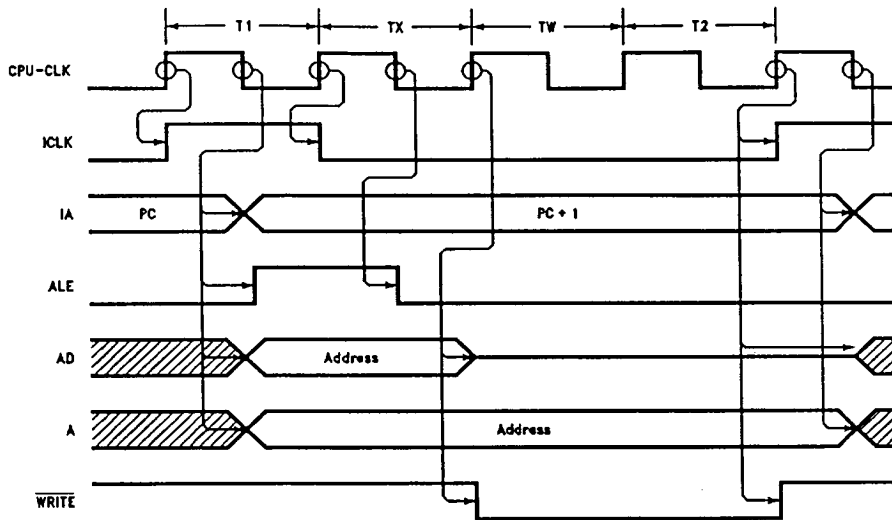 T1 TX TW T2
CPU-CLK
ICLK
IA PC PC + 1
ALE
AD Address
A Address
WRITE